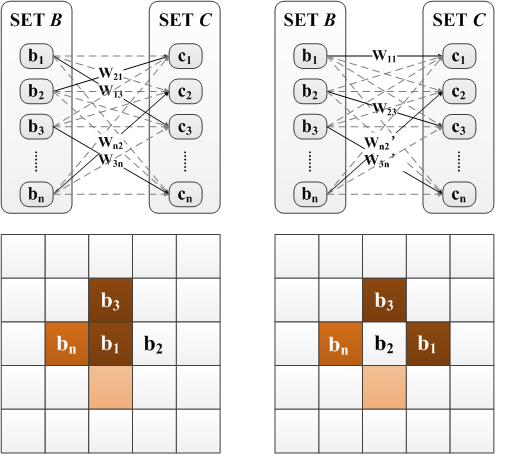 SET B SET C SET B SET C
b1 c1 W11 b1 c1
W21
b2 W13 c2 b2 c2
W23
b3 c3 b3 c3
Wn2 Wn2'
W3n W3n'
bn cn bn cn
b3 b3
bn b1 b2 bn b2 b1